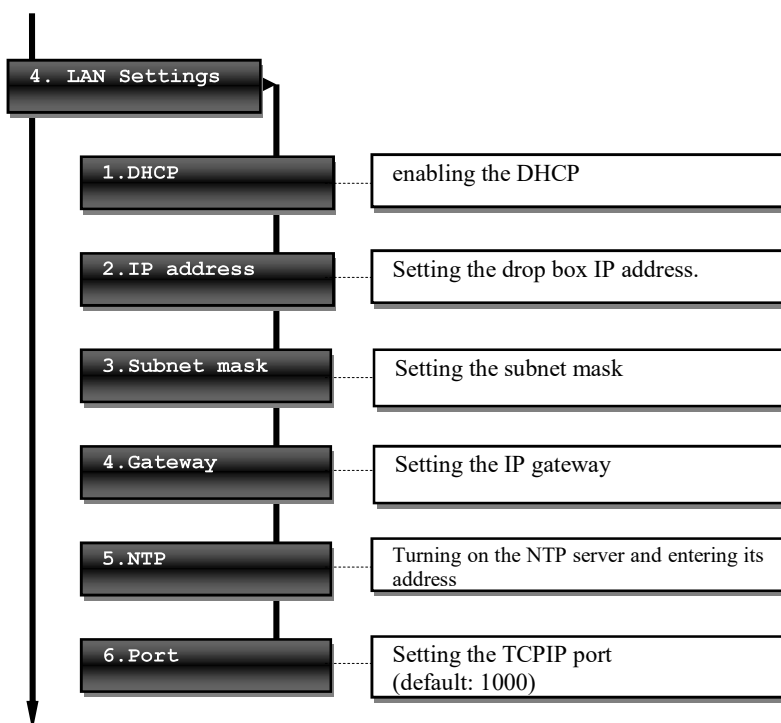 4. LAN Settings
1.DHCP
enabling the DHCP
2.IP address
Setting the drop box IP address.
3.Subnet mask
Setting the subnet mask
4.Gateway
Setting the IP gateway
5.NTP
Turning on the NTP server and entering its
address
6.Port
Setting the TCPIP port
(default: 1000)